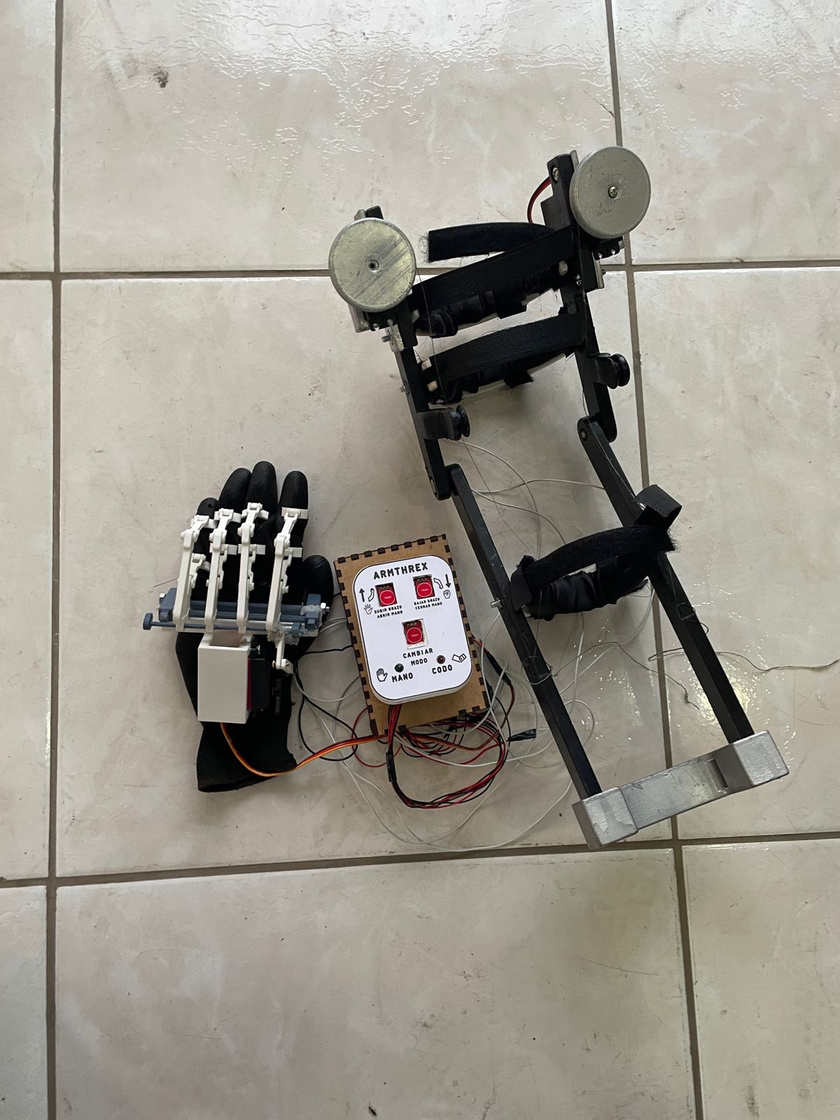 ARMTHREX
SUBIR BRAZO
ABRIR MANO
BAJAR BRAZO
CERRAR MANO
CAMBIAR
MODO
MANO
CODO